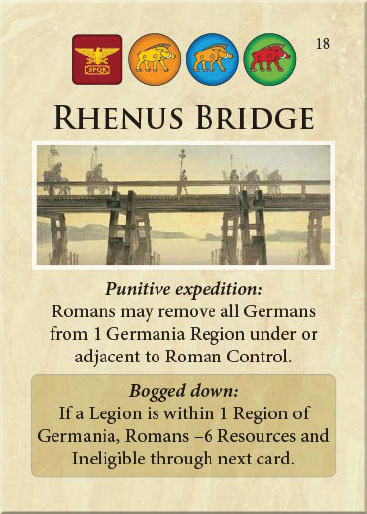 18
SPQR
RHENUS BRIDGE
Punitive expedition:
Romans may remove all Germans
from 1 Germania Region under or
adjacent to Roman Control.
Bogged down:
If a Legion is within 1 Region of
Germania, Romans –6 Resources and
Ineligible through next card.